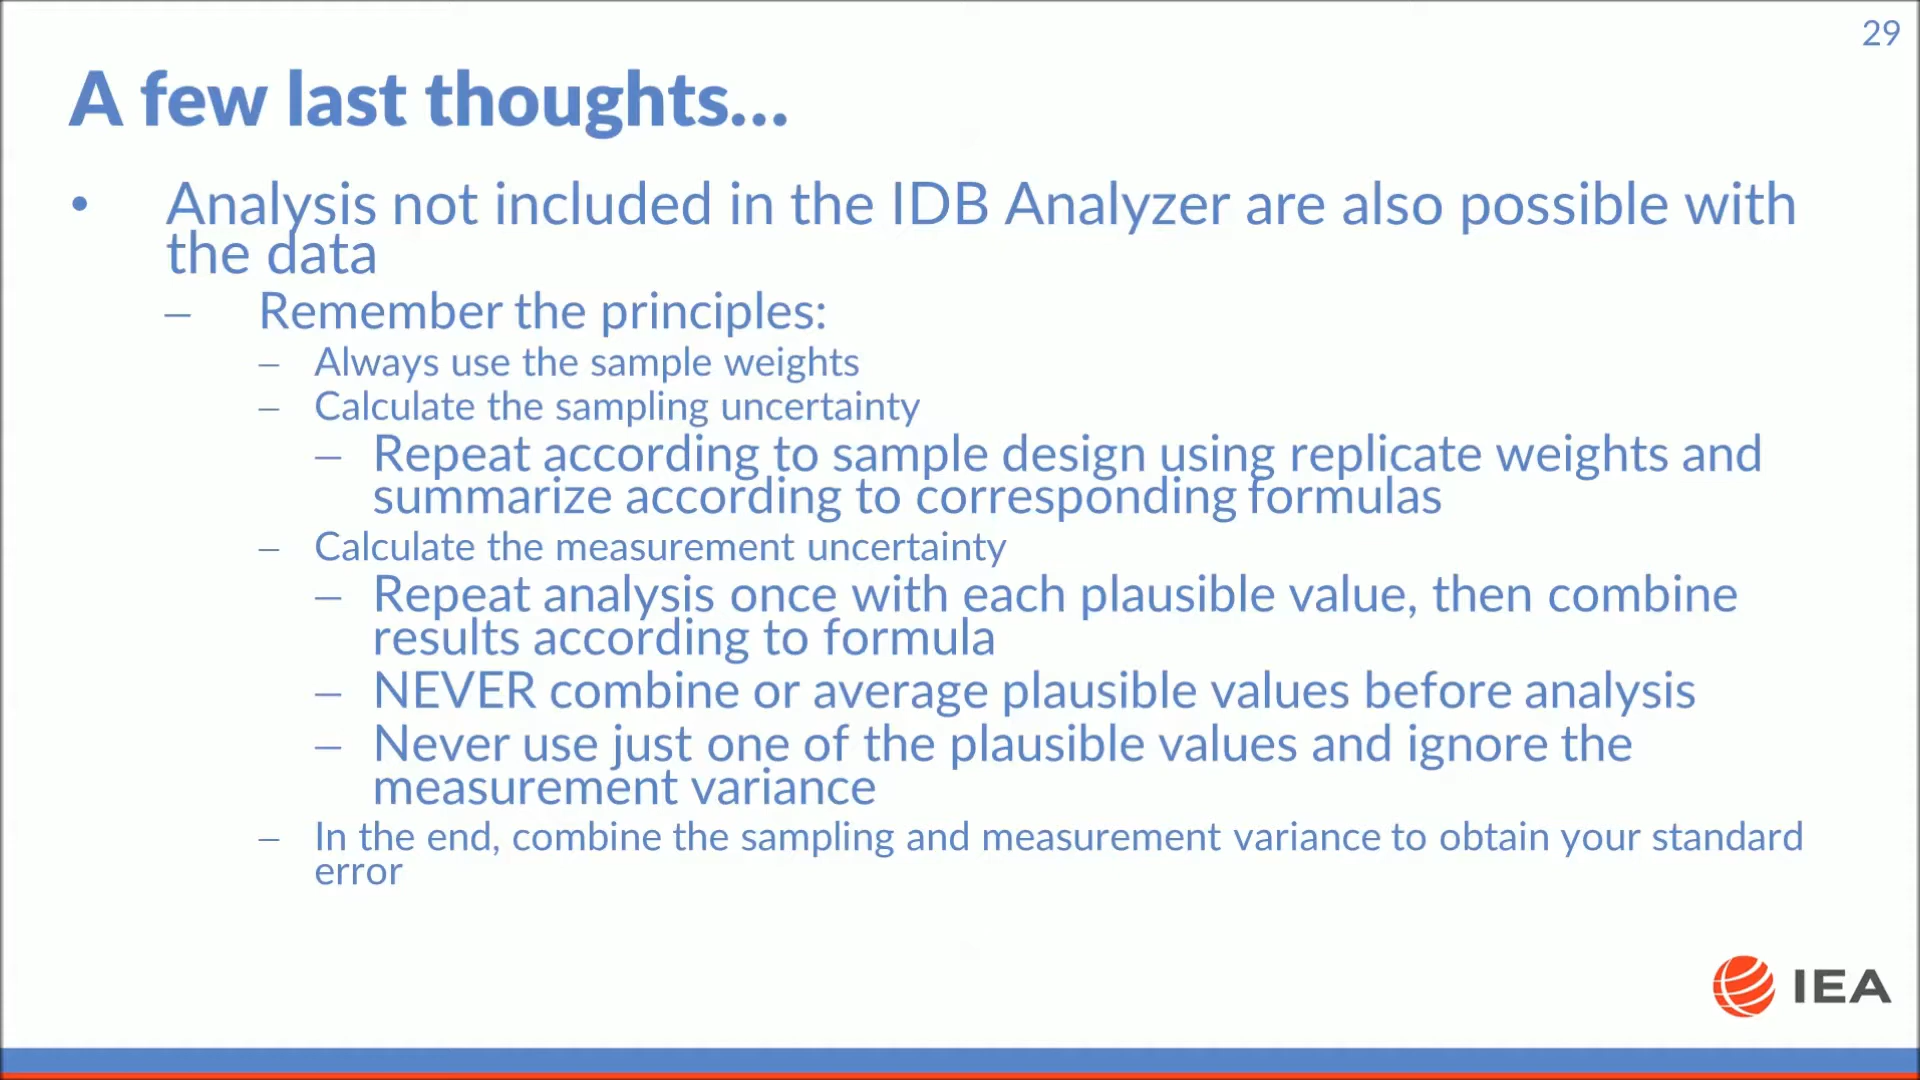 29
A few last thoughts...
• Analysis not included in the IDB Analyzer are also possible with
the data
– Remember the principles:
– Always use the sample weights
– Calculate the sampling uncertainty
– Repeat according to sample design using replicate weights and
summarize according to corresponding formulas
– Calculate the measurement uncertainty
– Repeat analysis once with each plausible value, then combine
results according to formula
– NEVER combine or average plausible values before analysis
– Never use just one of the plausible values and ignore the
measurement variance
– In the end, combine the sampling and measurement variance to obtain your standard
error
IEA